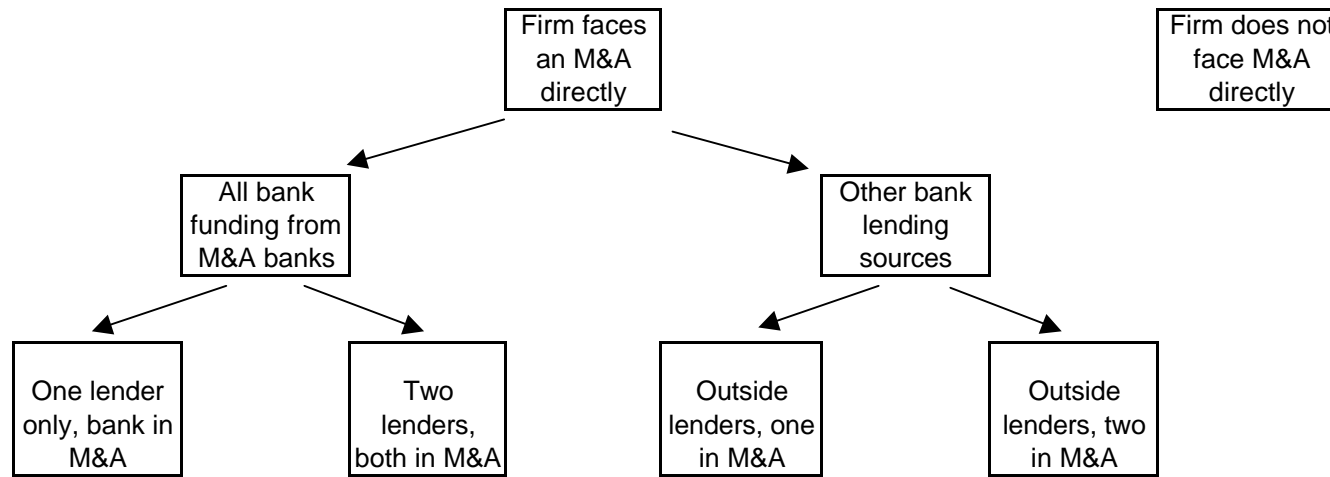 Firm faces
an M&A
directly
Firm does not
face M&A
directly
All bank
funding from
M&A banks
Other bank
lending
sources
One lender
only, bank in
M&A
Two
lenders,
both in M&A
Outside
lenders, one
in M&A
Outside
lenders, two
in M&A